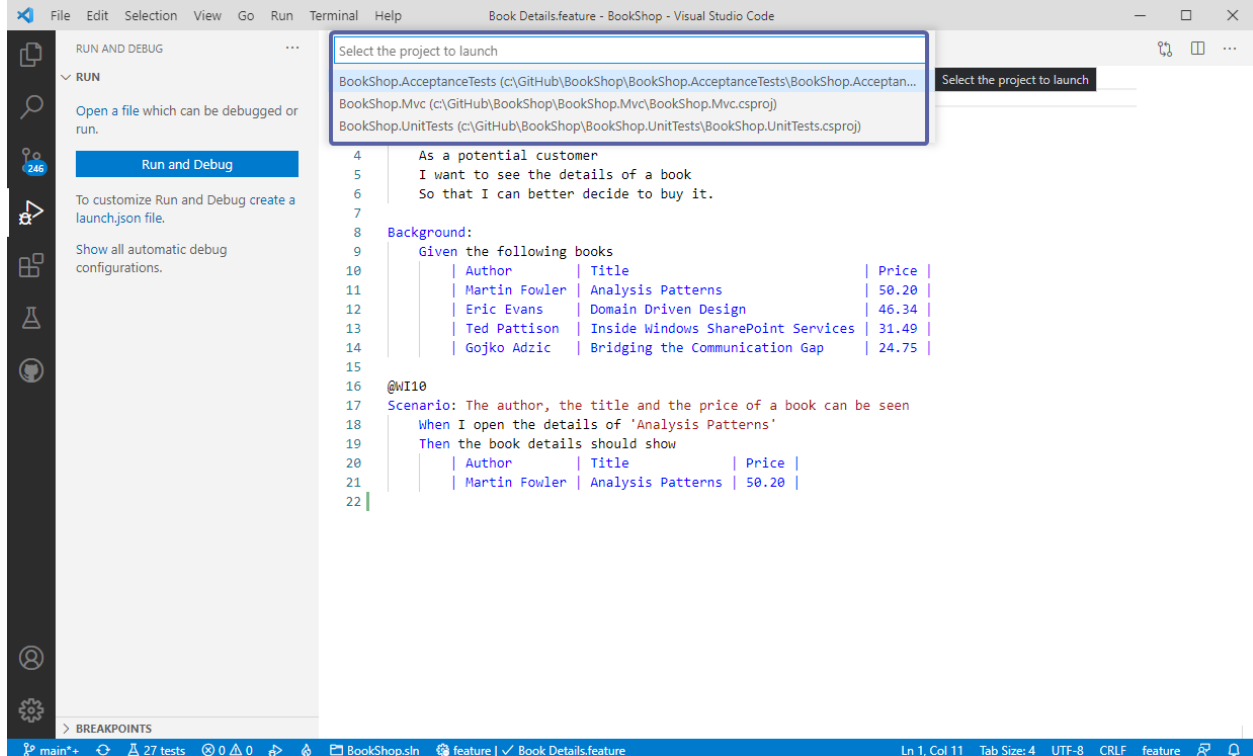 File Edit Selection View Go Run Terminal Help Book Details.feature - BookShop - Visual Studio Code
RUN AND DEBUG ...
RUN
Open a file which can be debugged or
run.
Run and Debug
To customize Run and Debug create a
launch.json file.
Show all automatic debug
configurations.
246
BREAKPOINTS
Select the project to launch
BookShop.AcceptanceTests (c:\GitHub\BookShop\BookShop.AcceptanceTests\BookShop.Acceptan...
BookShop.Mvc (c:\GitHub\BookShop\BookShop.Mvc\BookShop.Mvc.csproj)
BookShop.UnitTests (c:\GitHub\BookShop\BookShop.UnitTests\BookShop.UnitTests.csproj)
Select the project to launch
4 As a potential customer
5 I want to see the details of a book
6 So that I can better decide to buy it.
7
8 Background:
9 Given the following books
10 | Author | Title | Price |
11 | Martin Fowler | Analysis Patterns | 50.20 |
12 | Eric Evans | Domain Driven Design | 46.34 |
13 | Ted Pattison | Inside Windows SharePoint Services | 31.49 |
14 | Gojko Adzic | Bridging the Communication Gap | 24.75 |
15
16 @WI10
17 Scenario: The author, the title and the price of a book can be seen
18 When I open the details of 'Analysis Patterns'
19 Then the book details should show
20 | Author | Title | Price |
21 | Martin Fowler | Analysis Patterns | 50.20 |
22
main*+ 27 tests 0 0 BookShop.sln feature | ✓ Book Details.feature Ln 1, Col 11 Tab Size: 4 UTF-8 CRLF feature